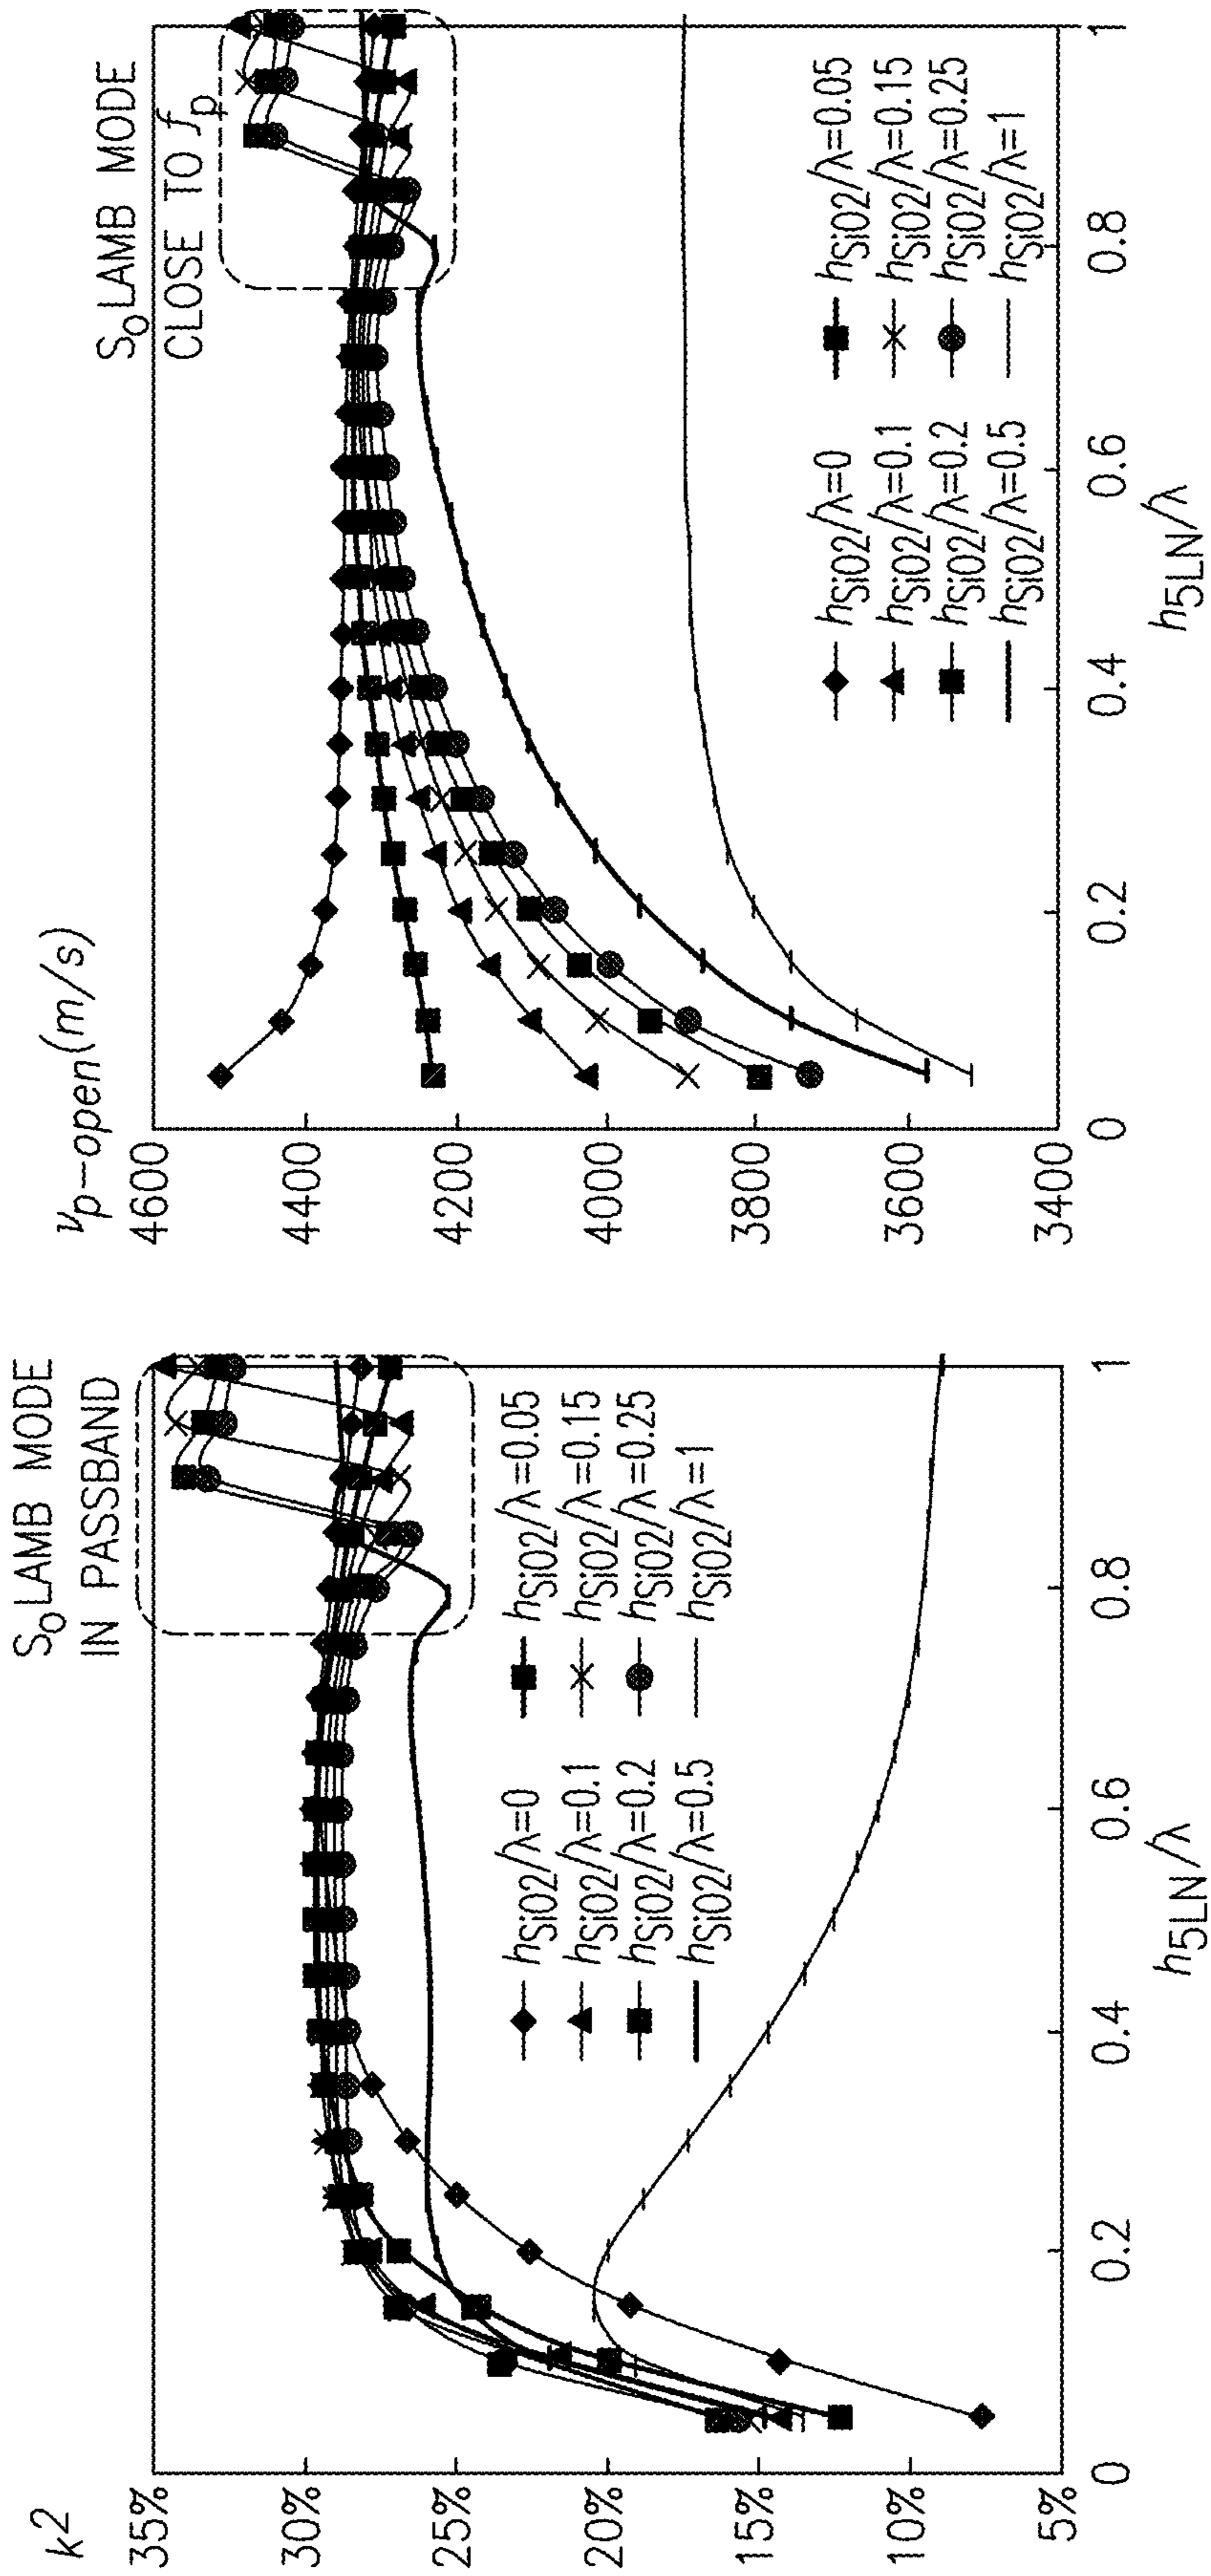 S₀ LAMB MODE
IN PASSBAND
k²
35%
30%
25%
20%
15%
10%
5%
0
0.2
0.4
0.6
0.8
1
h5LN/λ
hSiO2/λ=0
hSiO2/λ=0.05
hSiO2/λ=0.1
hSiO2/λ=0.15
hSiO2/λ=0.2
hSiO2/λ=0.25
hSiO2/λ=0.5
hSiO2/λ=1
S₀ LAMB MODE
CLOSE TO fp
νp-open(m/s)
4600
4400
4200
4000
3800
3600
3400
0
0.2
0.4
0.6
0.8
1
h5LN/λ
hSiO2/λ=0
hSiO2/λ=0.05
hSiO2/λ=0.1
hSiO2/λ=0.15
hSiO2/λ=0.2
hSiO2/λ=0.25
hSiO2/λ=0.5
hSiO2/λ=1